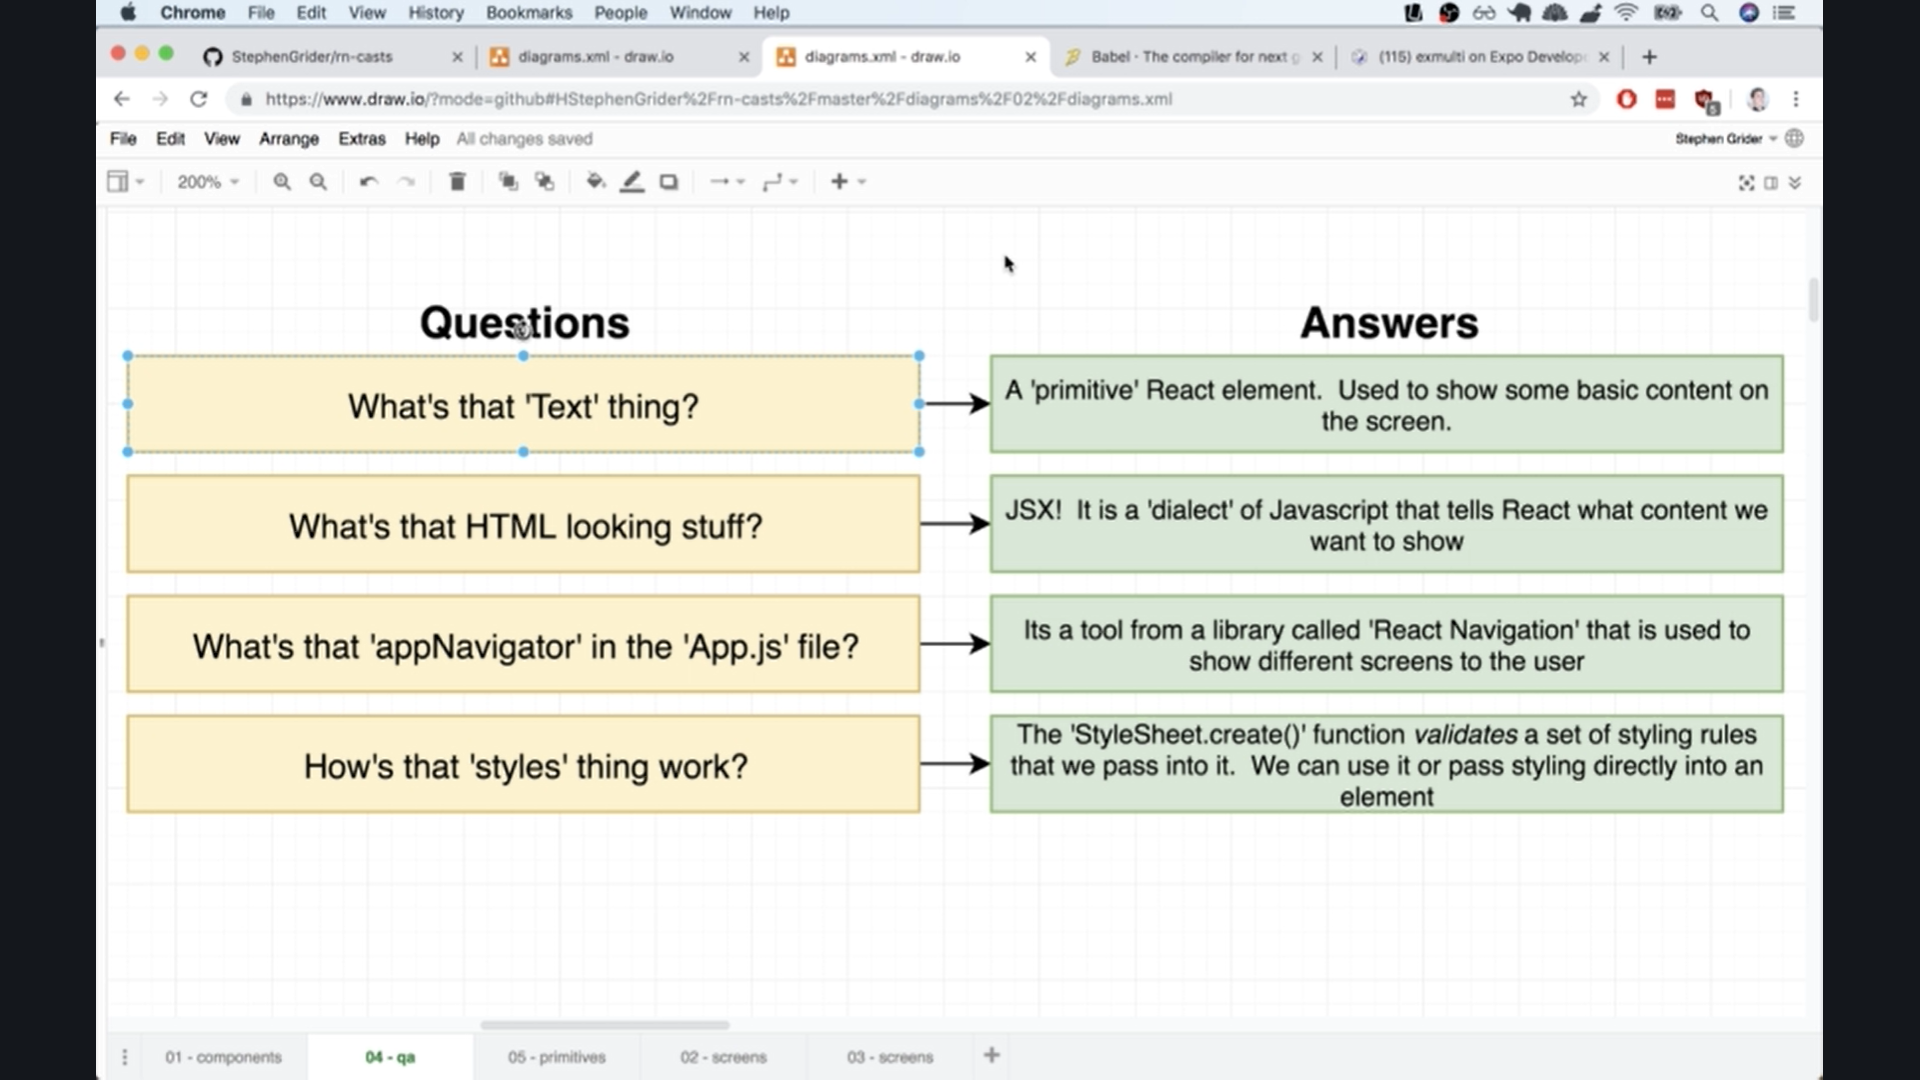 Chrome File Edit View History Bookmarks People Window Help
StephenGrider/rn-casts
diagrams.xml - draw.io
diagrams.xml - draw.io
Babel · The compiler for next g
(115) exmulti on Expo Develop
https://www.draw.io/?mode=github#HStephenGrider%2Frn-casts%2Fmaster%2Fdiagrams%2F02%2Fdiagrams.xml
File Edit View Arrange Extras Help All changes saved
Stephen Grider
200%
Questions
Answers
What's that 'Text' thing?
A 'primitive' React element. Used to show some basic content on
the screen.
What's that HTML looking stuff?
JSX! It is a 'dialect' of Javascript that tells React what content we
want to show
What's that 'appNavigator' in the 'App.js' file?
Its a tool from a library called 'React Navigation' that is used to
show different screens to the user
How's that 'styles' thing work?
The 'StyleSheet.create()' function validates a set of styling rules
that we pass into it. We can use it or pass styling directly into an
element
01 - components
04 - qa
05 - primitives
02 - screens
03 - screens